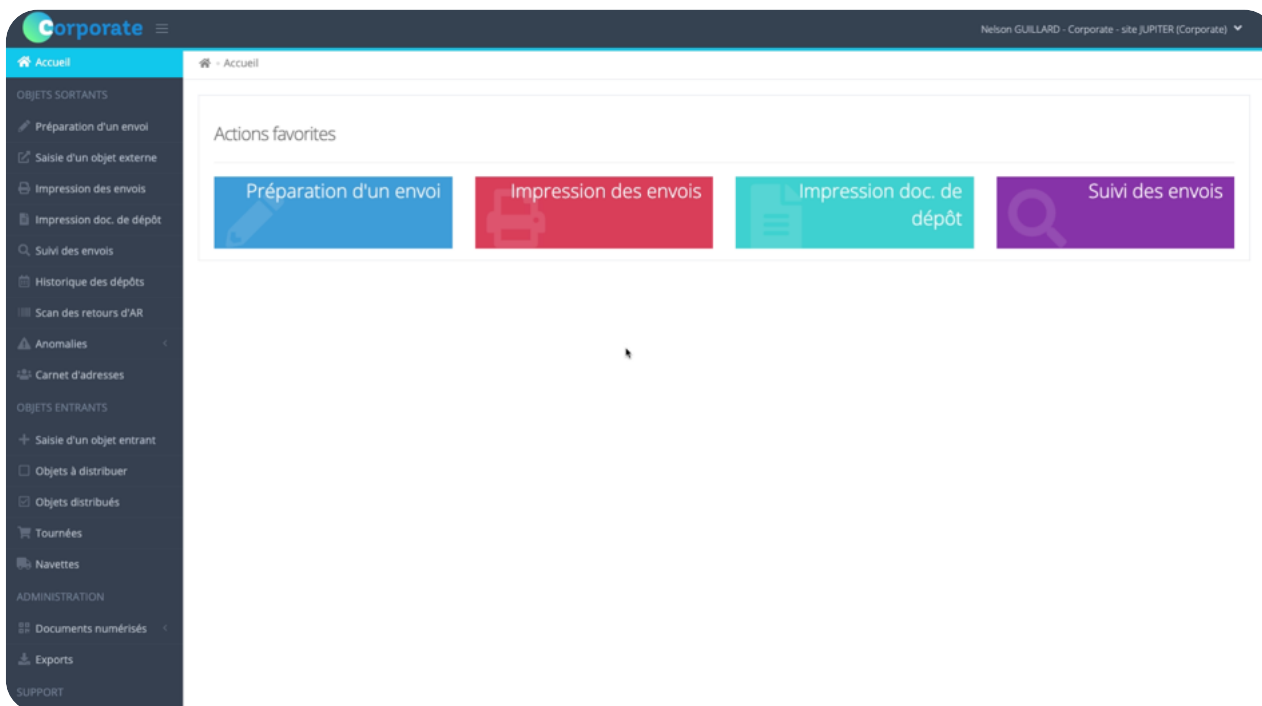 Corporate
Nelson GUILLARD - Corporate - site JUPITER (Corporate)
Accueil
Accueil
OBJETS SORTANTS
Préparation d'un envoi
Saisie d'un objet externe
Impression des envois
Impression doc. de dépôt
Suivi des envois
Historique des dépôts
Scan des retours d'AR
Anomalies
Carnet d'adresses
OBJETS ENTRANTS
Saisie d'un objet entrant
Objets à distribuer
Objets distribués
Tournées
Navettes
ADMINISTRATION
Documents numérisés
Exports
SUPPORT
Actions favorites
Préparation d'un envoi
Impression des envois
Impression doc. de
dépôt
Suivi des envois